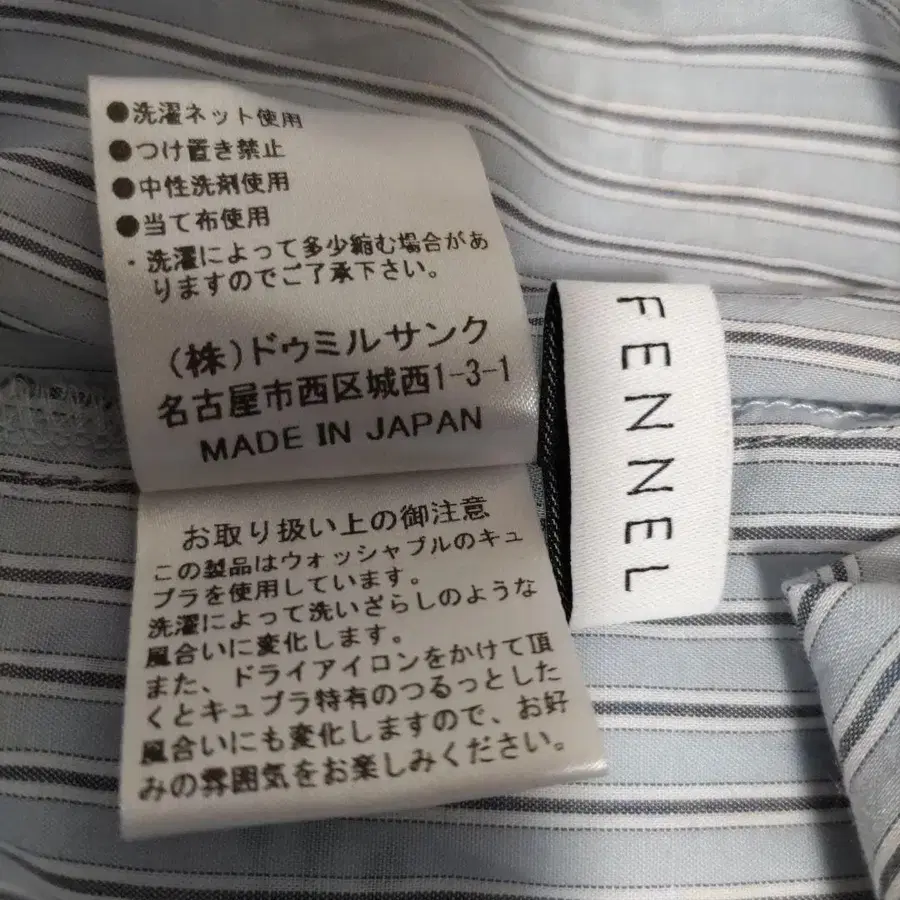 ●洗濯ネット使用
●つけ置き禁止
●中性洗剤使用
●当て布使用
・洗濯によって多少縮む場合があ
りますのでご了承下さい。
(株)ドゥミルサンク
名古屋市西区城西1-3-1
MADE IN JAPAN
お取り扱い上の御注意
この製品はウォッシャブルのキュ
プラを使用しています。
洗濯によって洗いざらしのような
風合いに変化します。
また、ドライアイロンをかけて頂
くとキュプラ特有のつるっとした
風合いにも変化しますので、お好
みの雰囲気をお楽しみください。
FENNEL